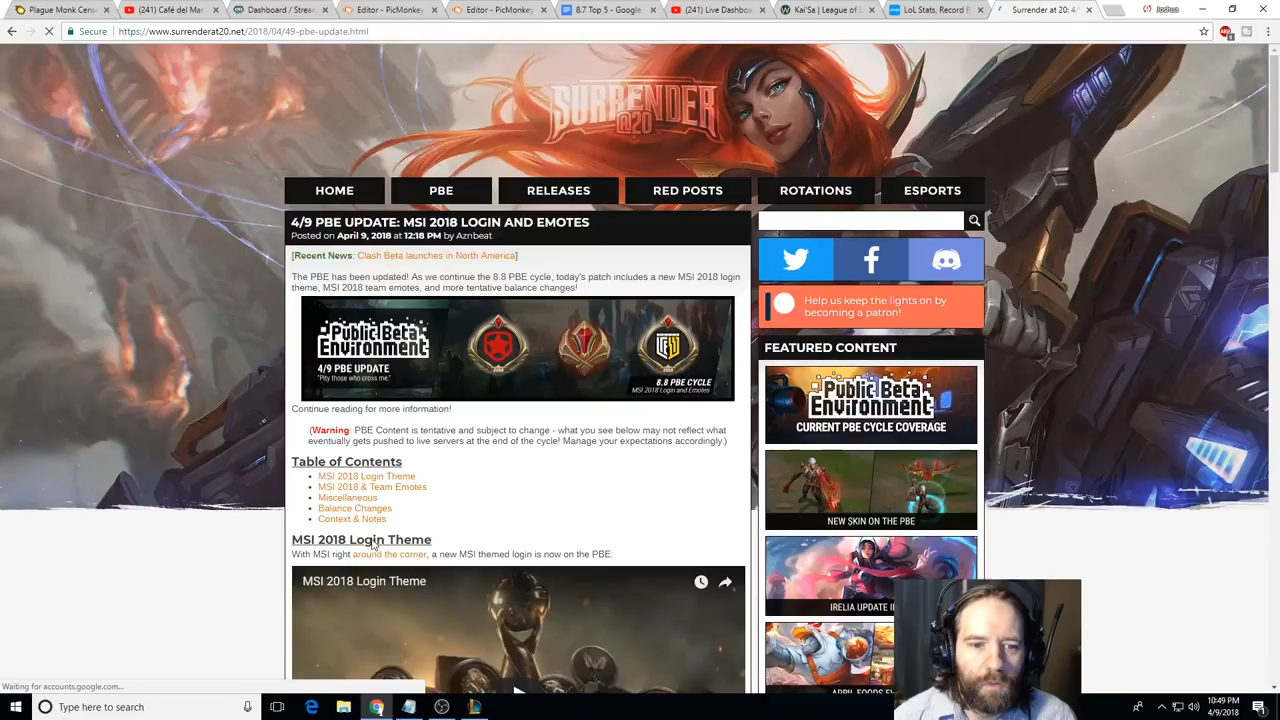 Plague Monk Cens
(241) Café del Mar
Dashboard / Stream
Editor - PicMonkey
Editor - PicMonkey
8.7 Top 5 - Google
(241) Live Dashboa
Kai'Sa | League of L
LoL Stats, Record R
Surrender at 20: 4/
Joshua
Secure
https://www.surrenderat20.net/2018/04/49-pbe-update.html
SURRENDER
@20
HOME
PBE
RELEASES
RED POSTS
ROTATIONS
ESPORTS
4/9 PBE UPDATE: MSI 2018 LOGIN AND EMOTES
Posted on April 9, 2018 at 12:18 PM by Aznbeat
[Recent News: Clash Beta launches in North America]
The PBE has been updated! As we continue the 8.8 PBE cycle, today's patch includes a new MSI 2018 login
theme, MSI 2018 team emotes, and more tentative balance changes!
Public Beta
Environment
4/9 PBE UPDATE
"Pity those who cross me."
8.8 PBE CYCLE
MSI 2018 Login and Emotes
Continue reading for more information!
(Warning: PBE Content is tentative and subject to change - what you see below may not reflect what
eventually gets pushed to live servers at the end of the cycle! Manage your expectations accordingly.)
Table of Contents
MSI 2018 Login Theme
MSI 2018 & Team Emotes
Miscellaneous
Balance Changes
Context & Notes
MSI 2018 Login Theme
With MSI right around the corner, a new MSI themed login is now on the PBE:
MSI 2018 Login Theme
Help us keep the lights on by
becoming a patron!
FEATURED CONTENT
Public Beta
Environment
CURRENT PBE CYCLE COVERAGE
NEW SKIN ON THE PBE
IRELIA UPDATE I
APRIL FOOLS
Waiting for accounts.google.com...
Type here to search
10:49 PM
4/9/2018